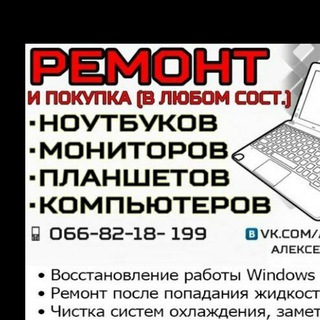 РЕМОНТ
И ПОКУПКА (В ЛЮБОМ СОСТ.)
·НОУТБУКОВ
·МОНИТОРОВ
·ПЛАНШЕТОВ
·КОМПЬЮТЕРОВ
066-82-18- 199
VK.COM/
АЛЕКСЕ
• Восстановление работы Windows
• Ремонт после попадания жидкост
• Чистка систем охлаждения, замет